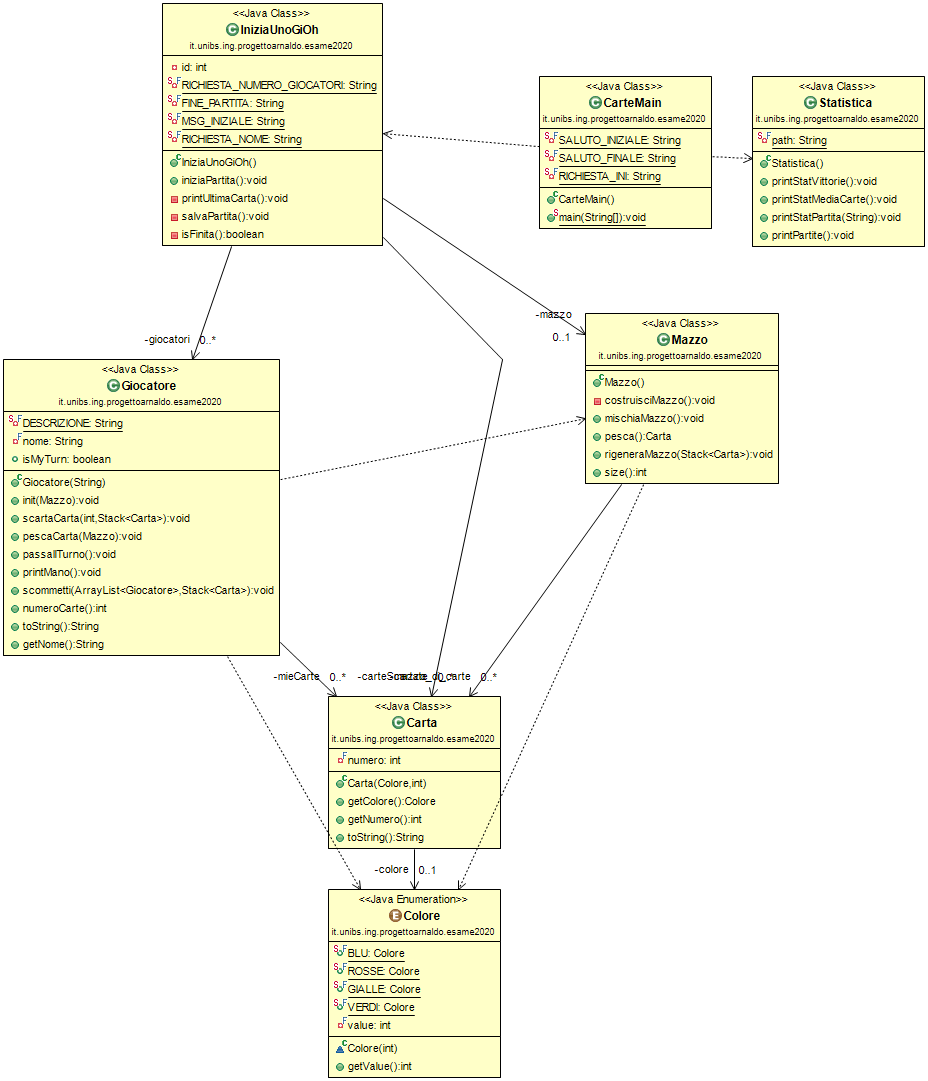 <<Java Class>>
IniziaUnoGiOh
it.unibs.ing.progettoarnaldo.esame2020
id: int
RICHIESTA_NUMERO_GIOCATORI: String
FINE_PARTITA: String
MSG_INIZIALE: String
RICHIESTA_NOME: String
IniziaUnoGiOh()
iniziaPartita():void
printUltimaCarta():void
salvaPartita():void
isFinita():boolean
<<Java Class>>
CarteMain
it.unibs.ing.progettoarnaldo.esame2020
SALUTO_INIZIALE: String
SALUTO_FINALE: String
RICHIESTA_INI: String
CarteMain()
main(String[]):void
<<Java Class>>
Statistica
it.unibs.ing.progettoarnaldo.esame2020
path: String
Statistica()
printStatVittorie():void
printStatMediaCarte():void
printStatPartita(String):void
printPartite():void
-giocatori 0..*
-mazzo
0..1
<<Java Class>>
Mazzo
it.unibs.ing.progettoarnaldo.esame2020
Mazzo()
costruisciMazzo():void
mischiaMazzo():void
pesca():Carta
rigeneraMazzo(Stack<Carta>):void
size():int
<<Java Class>>
Giocatore
it.unibs.ing.progettoarnaldo.esame2020
DESCRIZIONE: String
nome: String
isMyTurn: boolean
Giocatore(String)
init(Mazzo):void
scartaCarta(int,Stack<Carta>):void
pescaCarta(Mazzo):void
passaIlTurno():void
printMano():void
scommetti(ArrayList<Giocatore>,Stack<Carta>):void
numeroCarte():int
toString():String
getNome():String
-mieCarte 0..* 0..*
<<Java Class>>
Carta
it.unibs.ing.progettoarnaldo.esame2020
numero: int
Carta(Colore,int)
getColore():Colore
getNumero():int
toString():String
-colore 0..1
<<Java Enumeration>>
Colore
it.unibs.ing.progettoarnaldo.esame2020
BLU: Colore
ROSSE: Colore
GIALLE: Colore
VERDI: Colore
value: int
Colore(int)
getValue():int